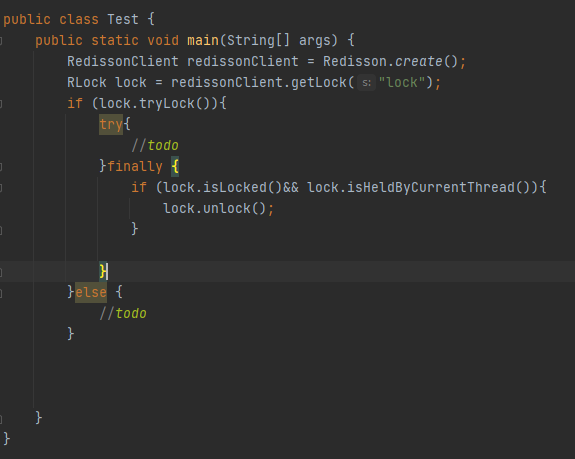 public class Test {
    public static void main(String[] args) {
        RedissonClient redissonClient = Redisson.create();
        RLock lock = redissonClient.getLock( s: "lock");
        if (lock.tryLock()){
            try{
                //todo
            }finally {
                if (lock.isLocked()&& lock.isHeldByCurrentThread()){
                    lock.unlock();
                }
            }
        }else {
            //todo
        }
    }
}